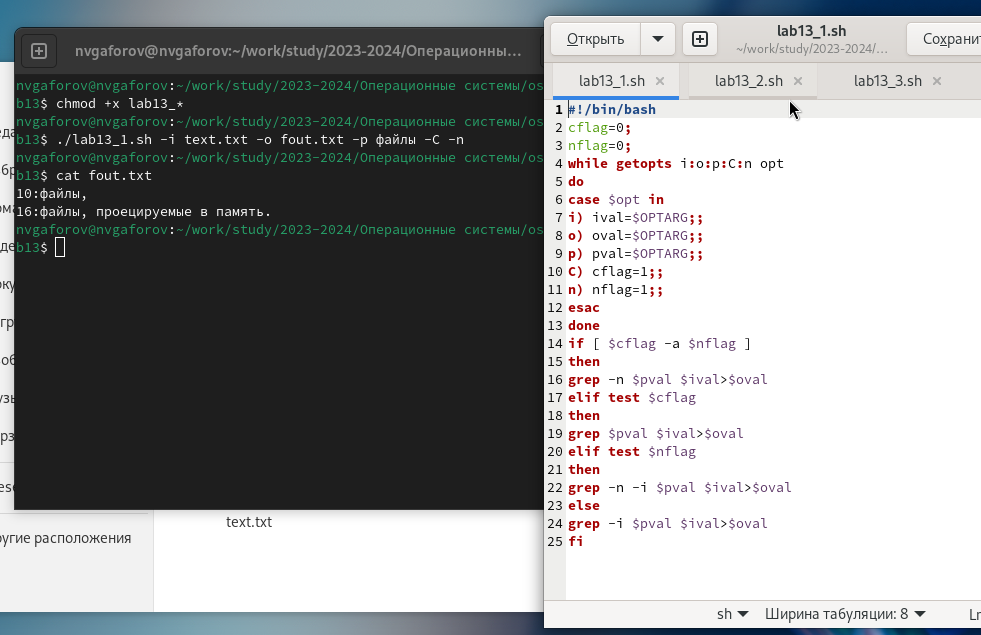 nvgaforov@nvgaforov:~/work/study/2023-2024/Операционны...
nvgaforov@nvgaforov:~/work/study/2023-2024/Операционные системы/os
b13$ chmod +x lab13_*
nvgaforov@nvgaforov:~/work/study/2023-2024/Операционные системы/os
b13$ ./lab13_1.sh -i text.txt -o fout.txt -p файлы -C -n
nvgaforov@nvgaforov:~/work/study/2023-2024/Операционные системы/os
b13$ cat fout.txt
10:файлы,
16:файлы, проецируемые в память.
nvgaforov@nvgaforov:~/work/study/2023-2024/Операционные системы/os
b13$
text.txt
угие расположения
Открыть
lab13_1.sh
~/work/study/2023-2024/...
Сохранит
lab13_1.sh × lab13_2.sh × lab13_3.sh ×
1 #!/bin/bash
2 cflag=0;
3 nflag=0;
4 while getopts i:o:p:C:n opt
5 do
6 case $opt in
7 i) ival=$OPTARG;;
8 o) oval=$OPTARG;;
9 p) pval=$OPTARG;;
10 C) cflag=1;;
11 n) nflag=1;;
12 esac
13 done
14 if [ $cflag -a $nflag ]
15 then
16 grep -n $pval $ival>$oval
17 elif test $cflag
18 then
19 grep $pval $ival>$oval
20 elif test $nflag
21 then
22 grep -n -i $pval $ival>$oval
23 else
24 grep -i $pval $ival>$oval
25 fi
sh Ширина табуляции: 8 Ln